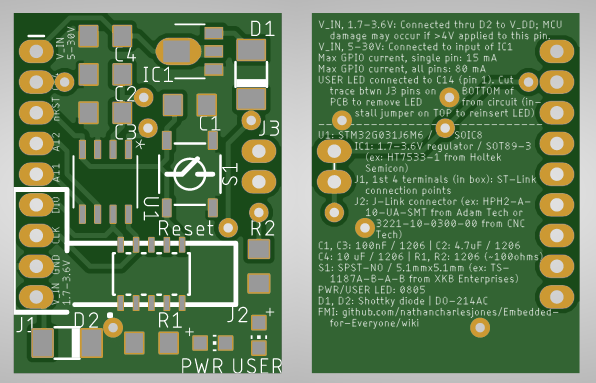 D1
V_IN
5-30V
C4
IC1
C2
nRST
C3
C1
J3
A12
*
A11
S1
DIO
U1
CLK
Reset
R2
GND
V_IN
1.7-3.6V
J2
J1
D2
R1
+
+
PWR USER
V_IN, 1.7-3.6V: Connected thru D2 to V_DD; MCU
damage may occur if >4V applied to this pin.
V_IN, 5-30V: Connected to input of IC1
Max GPIO current, single pin: 15 mA
Max GPIO current, all pins: 80 mA
USER LED connected to C14 (pin 1). Cut
trace btwn J3 pins on BOTTOM of
PCB to remove LED from circuit (in-
stall jumper on TOP to reinsert LED)
U1: STM32G031J6M6 / SOIC8
IC1: 1.7-3.6V regulator / SOT89-3
(ex: HT7533-1 from Holtek
Semicon)
J1, 1st 4 terminals (in box): ST-Link
connection points
J2: J-Link connector (ex: HPH2-A-
10-UA-SMT from Adam Tech or
3221-10-0300-00 from CNC
Tech)
C1, C3: 100nF / 1206 | C2: 4.7uF / 1206
C4: 10 uF / 1206 | R1, R2: 1206 (~100ohms)
S1: SPST-NO / 5.1mmx5.1mm (ex: TS-
1187A-B-A-B from XKB Enterprises)
PWR/USER LED: 0805
D1, D2: Shottky diode | DO-214AC
FMI: github.com/nathancharlesjones/Embedded-
for-Everyone/wiki